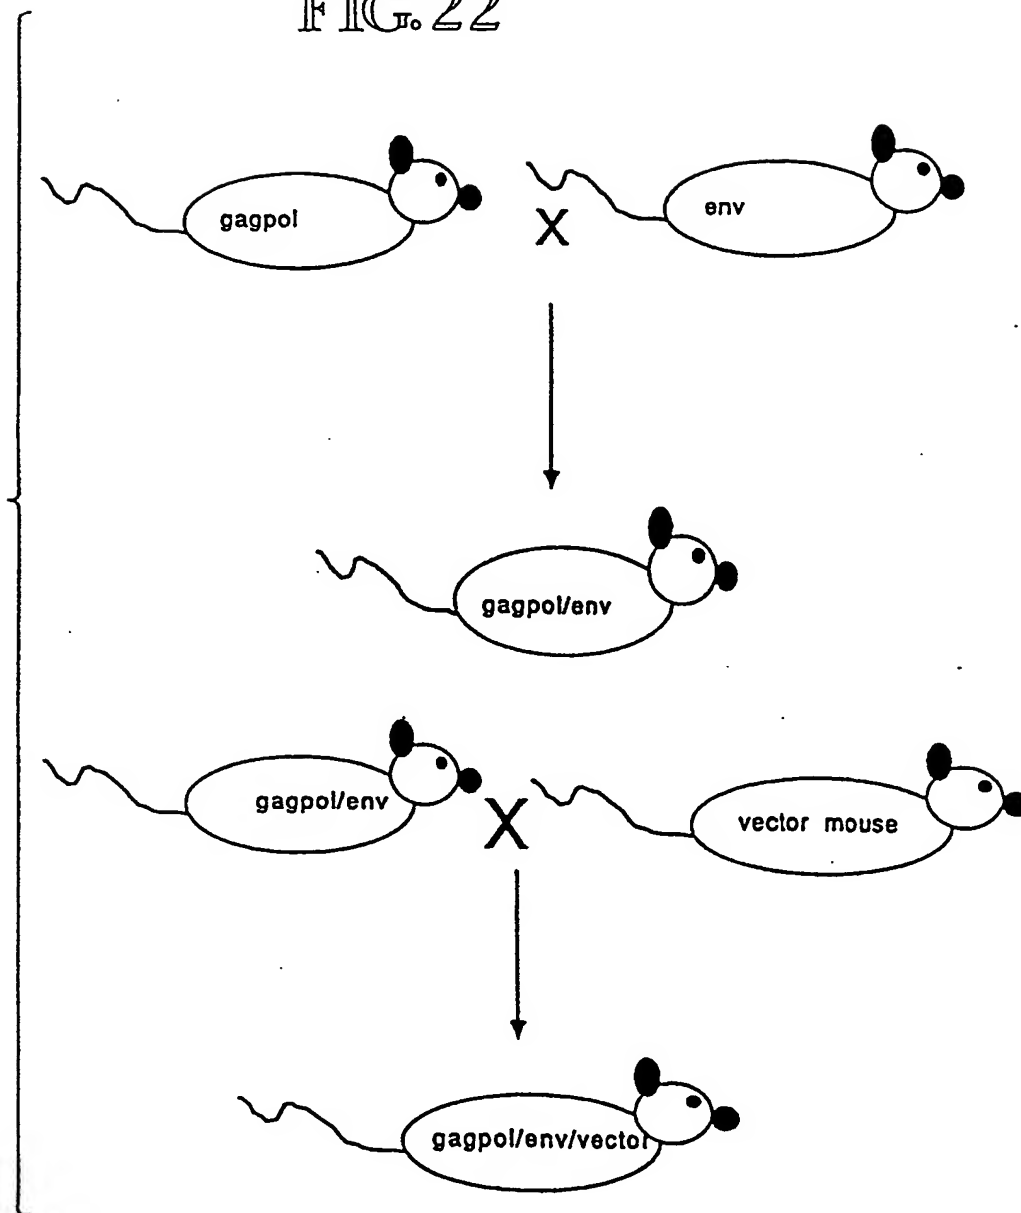 FIG. 22
gagpol
X
env
gagpol/env
gagpol/env
X
vector mouse
gagpol/env/vector